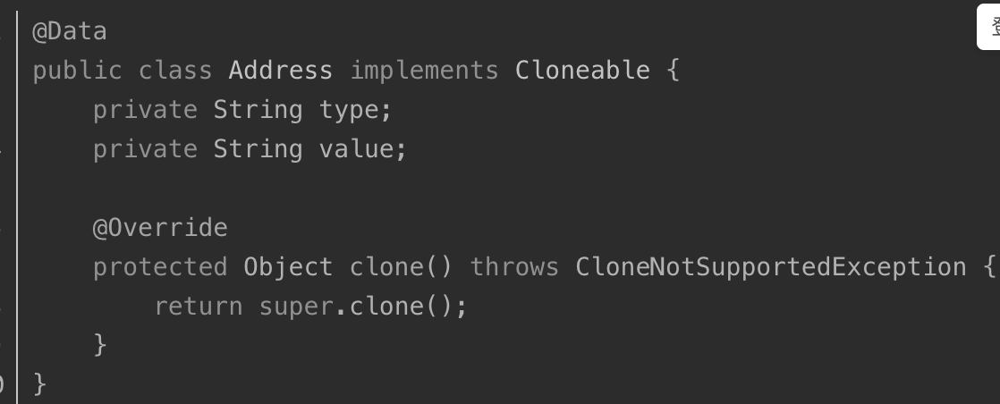 @Data
public class Address implements Cloneable {
    private String type;
    private String value;

    @Override
    protected Object clone() throws CloneNotSupportedException {
        return super.clone();
    }
}